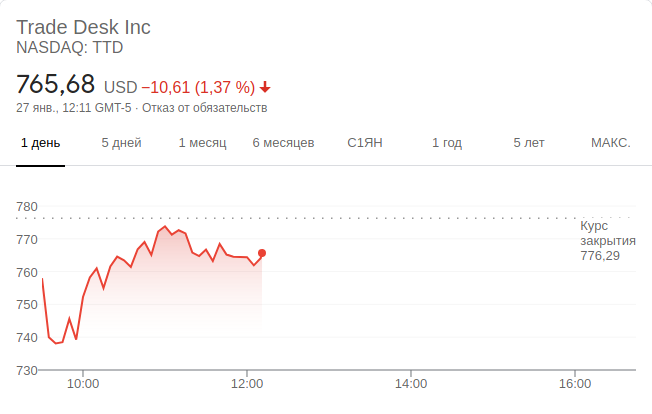 Trade Desk Inc
NASDAQ: TTD
765,68 USD −10,61 (1,37 %)
27 янв., 12:11 GMT-5 · Отказ от обязательств
1 день 5 дней 1 месяц 6 месяцев С1ЯН 1 год 5 лет МАКС.
780
770
760
750
740
730
Курс
закрытия
776,29
10:00 12:00 14:00 16:00